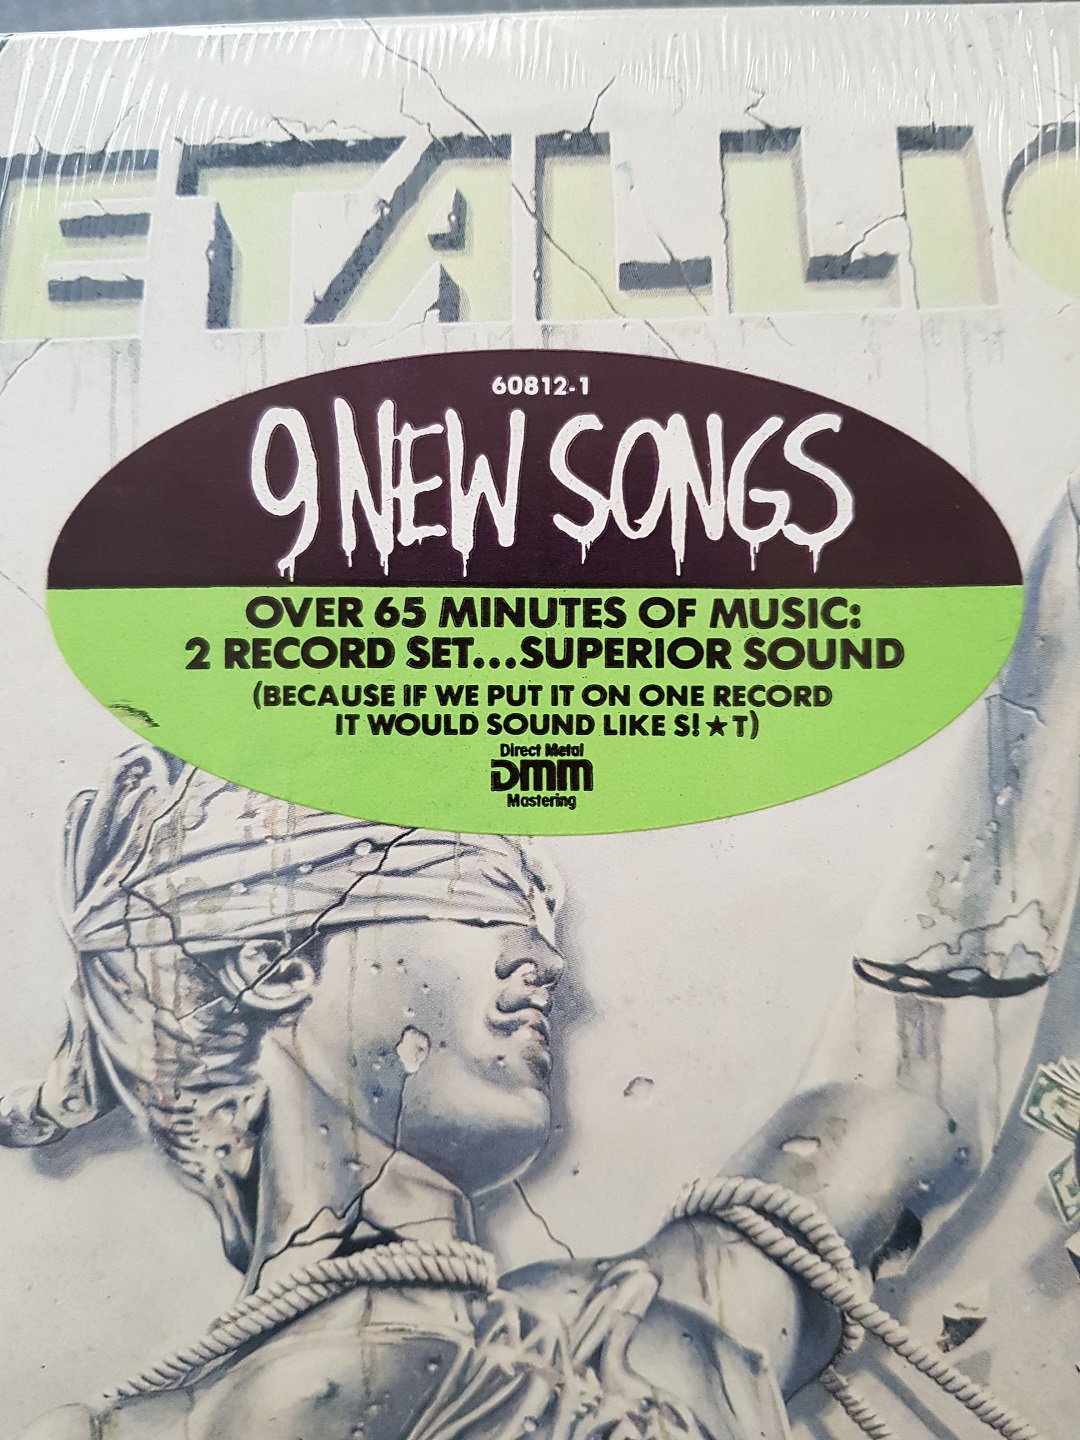 ETALLIC
60812-1
9 NEW SONGS
OVER 65 MINUTES OF MUSIC:
2 RECORD SET...SUPERIOR SOUND
(BECAUSE IF WE PUT IT ON ONE RECORD
IT WOULD SOUND LIKE S!★T)
Direct Metal
DMM
Mastering